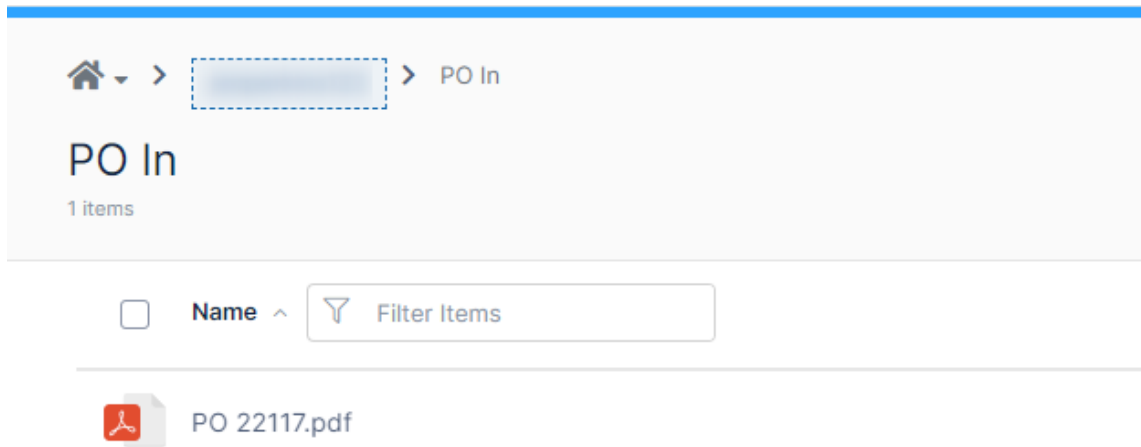 PO In
PO In
1 items
Name Filter Items
PO 22117.pdf